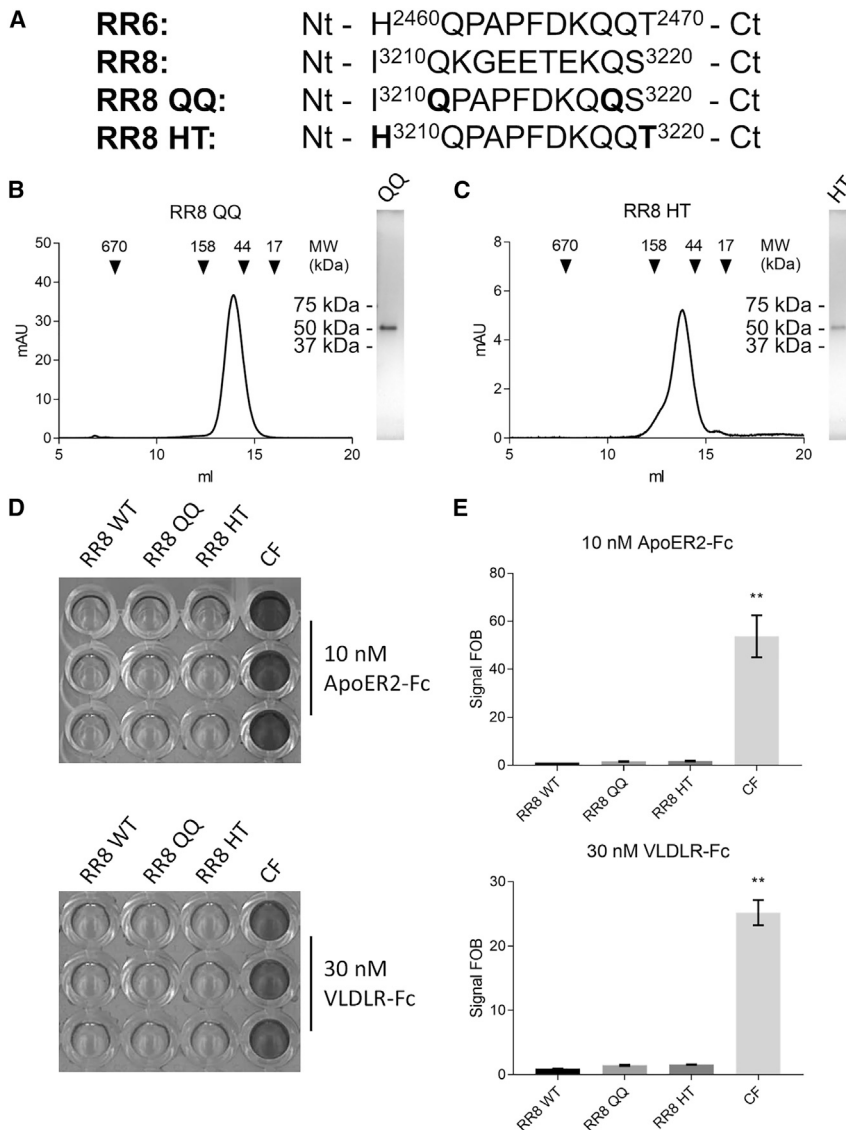 A
RR6: Nt - H2460QPAPFDKQQT2470 - Ct
RR8: Nt - I3210QKGEETEKQS3220 - Ct
RR8 QQ: Nt - I3210QPAPFDKQQS3220 - Ct
RR8 HT: Nt - H3210QPAPFDKQQT3220 - Ct
B
RR8 QQ
QQ
670 158 44 17 MW
(kDa)
50
40
30
20
10
0
mAU
5 10 15 20
ml
75 kDa -
50 kDa -
37 kDa -
C
RR8 HT
HT
670 158 44 17 MW
(kDa)
8
6
4
2
0
mAU
5 10 15 20
ml
75 kDa -
50 kDa -
37 kDa -
D
RR8 WT RR8 QQ RR8 HT CF
10 nM
ApoER2-Fc
RR8 WT RR8 QQ RR8 HT CF
30 nM
VLDLR-Fc
E
10 nM ApoER2-Fc
80
60
40
20
0
Signal FOB
**
RR8 WT RR8 QQ RR8 HT CF
30 nM VLDLR-Fc
30
20
10
0
Signal FOB
**
RR8 WT RR8 QQ RR8 HT CF